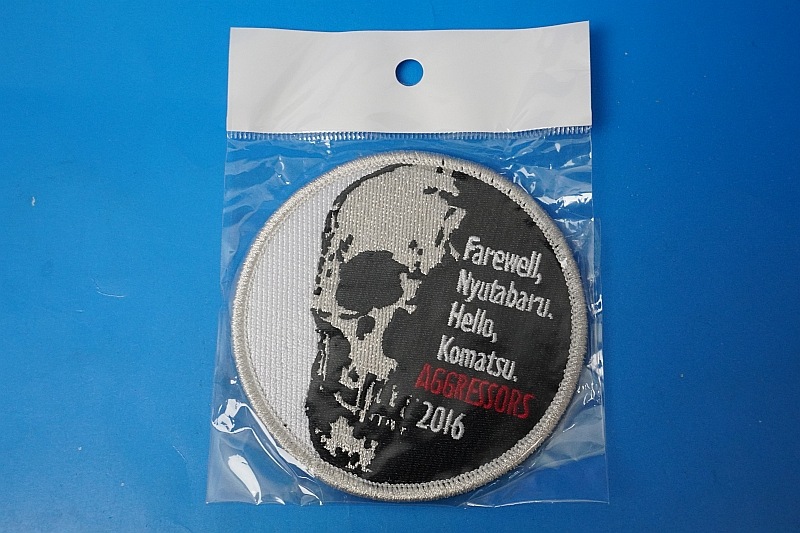 Farewell,
Nyutabaru.
Hello,
Komatsu.
AGGRESSORS
2016